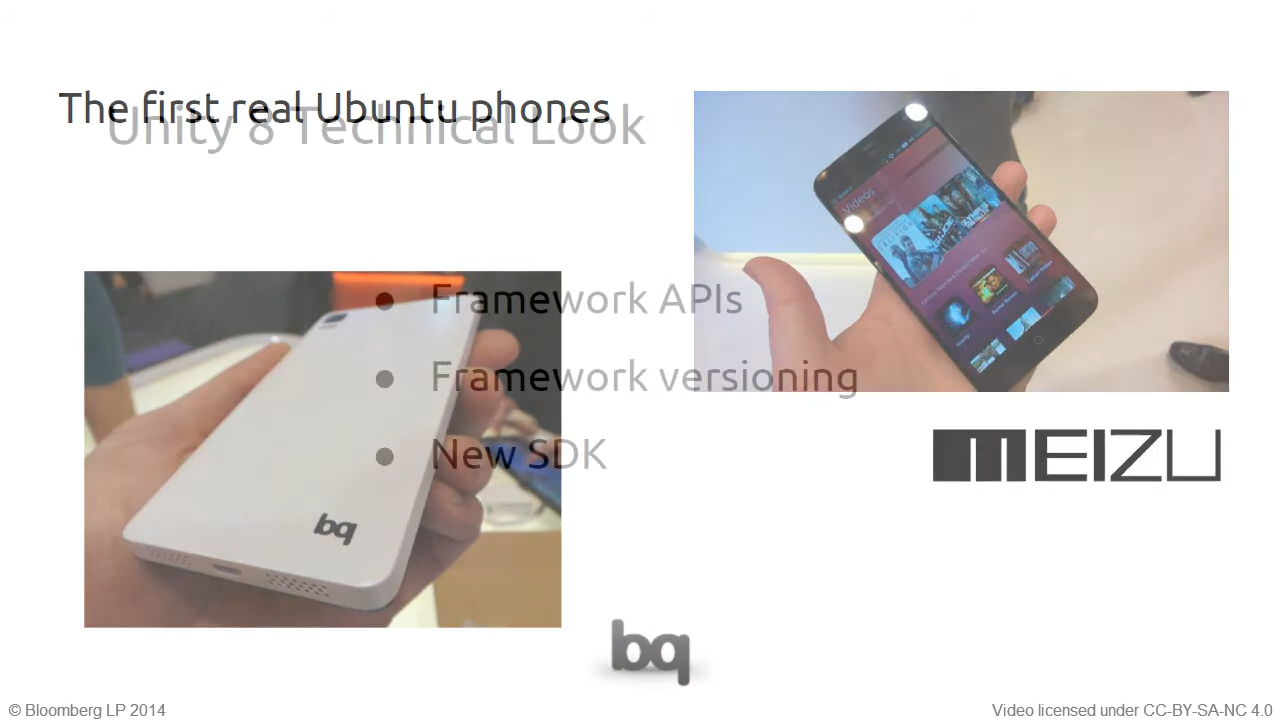 The first real Ubuntu phones
Unity 8 Technical Look
Videos
Framework APIs
Framework versioning
New SDK
MEIZU
bq
bq
© Bloomberg LP 2014
Video licensed under CC-BY-SA-NC 4.0